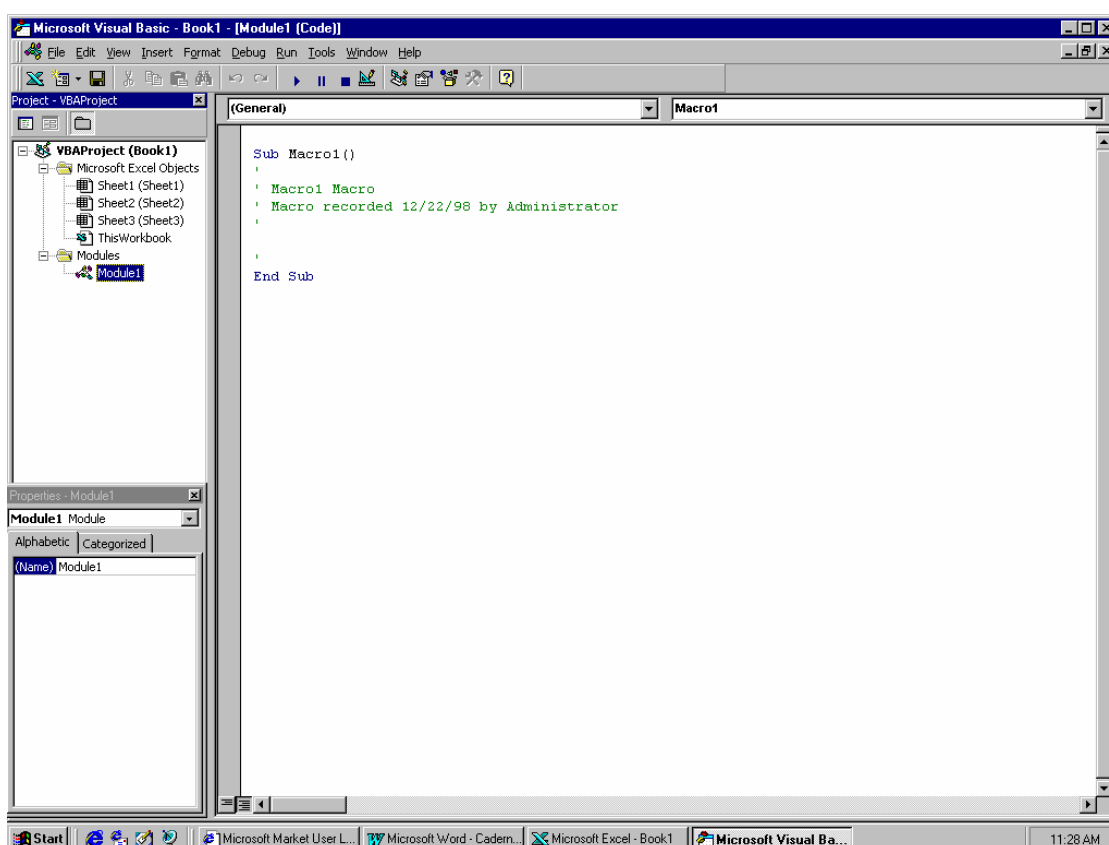 Microsoft Visual Basic - Book1 - [Module1 (Code)]
File Edit View Insert Format Debug Run Tools Window Help
Project - VBAProject
(General)
Macro1
VBAProject (Book1)
Microsoft Excel Objects
Sheet1 (Sheet1)
Sheet2 (Sheet2)
Sheet3 (Sheet3)
ThisWorkbook
Modules
Module1
Sub Macro1()
'
' Macro1 Macro
' Macro recorded 12/22/98 by Administrator
'
'
End Sub
Properties - Module1
Module1 Module
Alphabetic Categorized
(Name) Module1
Start
Microsoft Market User L...
Microsoft Word - Cadern...
Microsoft Excel - Book1
Microsoft Visual Ba...
11:28 AM